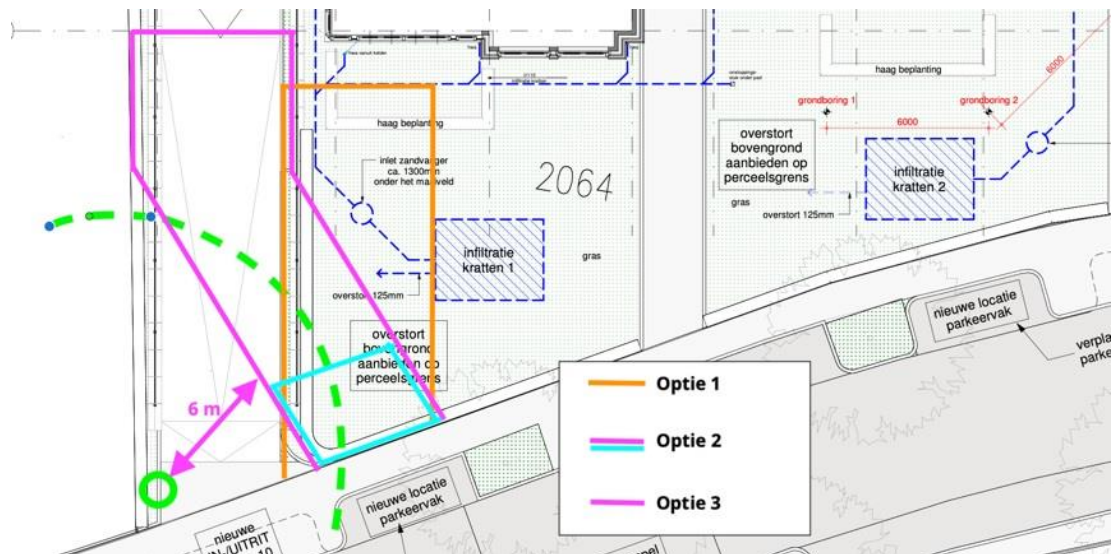 haag beplanting
inlet zandvanger
ca. 1300mm
onder het maaiveld
2064
infiltratie
kratten 1
gras
overstort 125mm
overstort
bovengrond
aanbieden op
perceelsgrens
6 m
haag beplanting
grondboring 1
grondboring 2
6000
6000
overstort
bovengrond
aanbieden op
perceelsgrens
infiltratie
kratten 2
gras
overstort 125mm
nieuwe locatie
parkeervak
Optie 1
Optie 2
Optie 3
nieuwe locatie
parkeervak
nieuwe